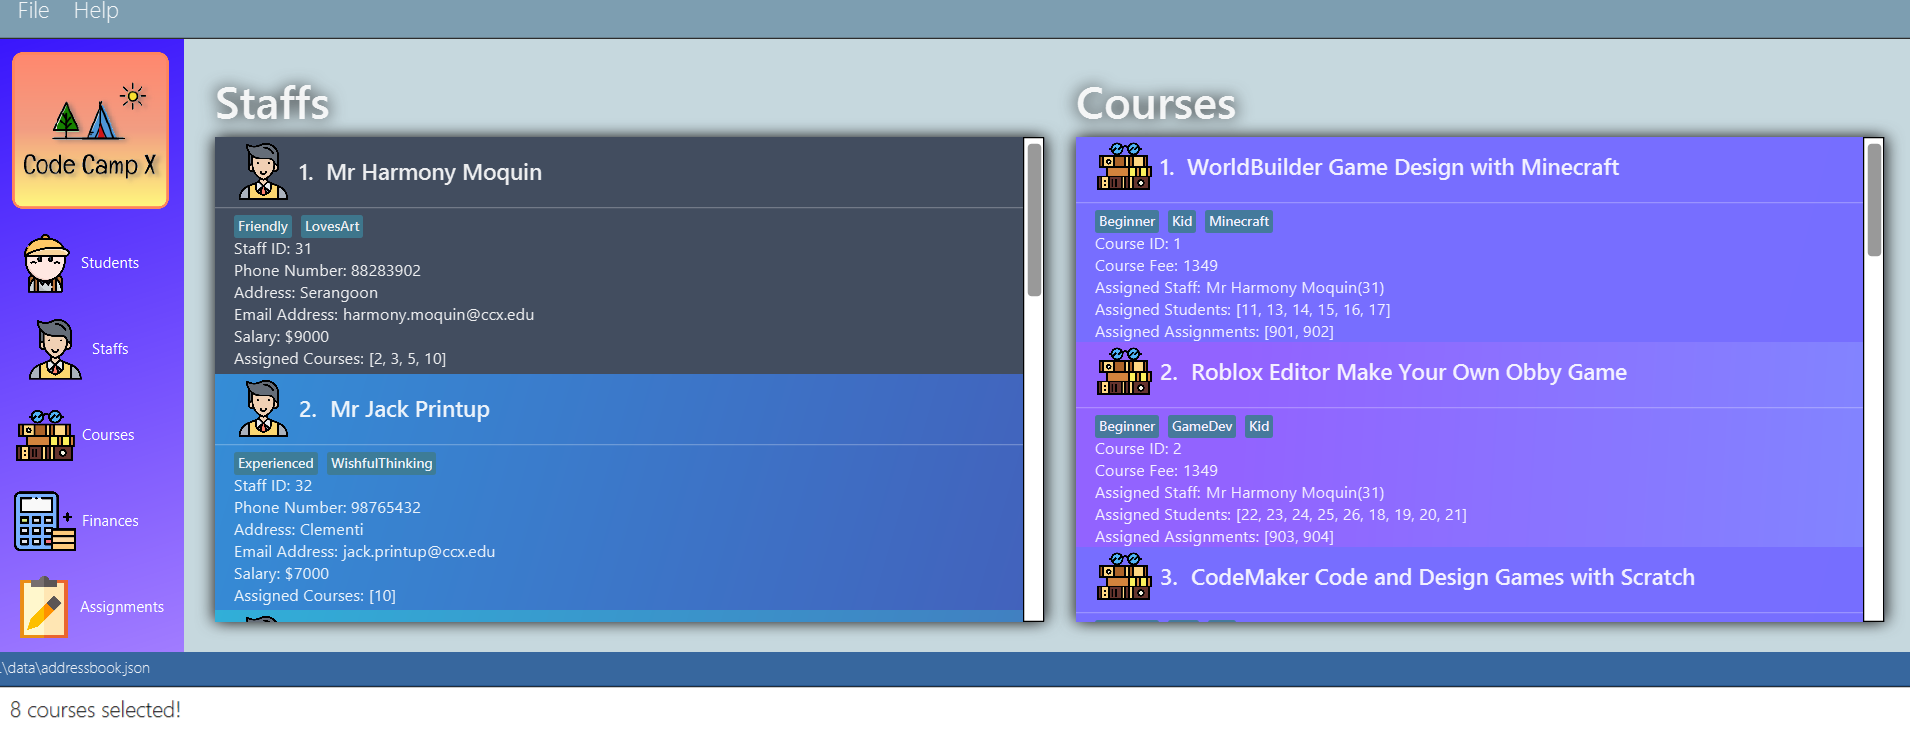 File Help
Code Camp X
Students
Staffs
Courses
Finances
Assignments
Staffs
1. Mr Harmony Moquin
Friendly LovesArt
Staff ID: 31
Phone Number: 88283902
Address: Serangoon
Email Address: harmony.moquin@ccx.edu
Salary: $9000
Assigned Courses: [2, 3, 5, 10]
2. Mr Jack Printup
Experienced WishfulThinking
Staff ID: 32
Phone Number: 98765432
Address: Clementi
Email Address: jack.printup@ccx.edu
Salary: $7000
Assigned Courses: [10]
Courses
1. WorldBuilder Game Design with Minecraft
Beginner Kid Minecraft
Course ID: 1
Course Fee: 1349
Assigned Staff: Mr Harmony Moquin(31)
Assigned Students: [11, 13, 14, 15, 16, 17]
Assigned Assignments: [901, 902]
2. Roblox Editor Make Your Own Obby Game
Beginner GameDev Kid
Course ID: 2
Course Fee: 1349
Assigned Staff: Mr Harmony Moquin(31)
Assigned Students: [22, 23, 24, 25, 26, 18, 19, 20, 21]
Assigned Assignments: [903, 904]
3. CodeMaker Code and Design Games with Scratch
.\data\addressbook.json
8 courses selected!